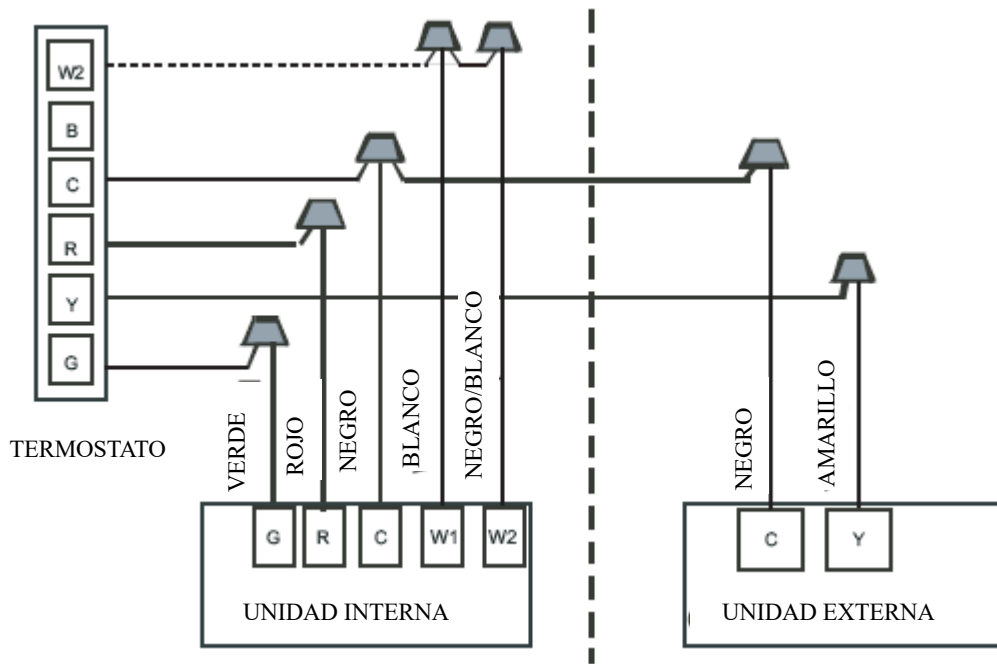 W2
B
C
R
Y
G
TERMOSTATO
VERDE
ROJO
NEGRO
BLANCO
NEGRO/BLANCO
NEGRO
AMARILLO
G
R
C
W1
W2
UNIDAD INTERNA
C
Y
UNIDAD EXTERNA